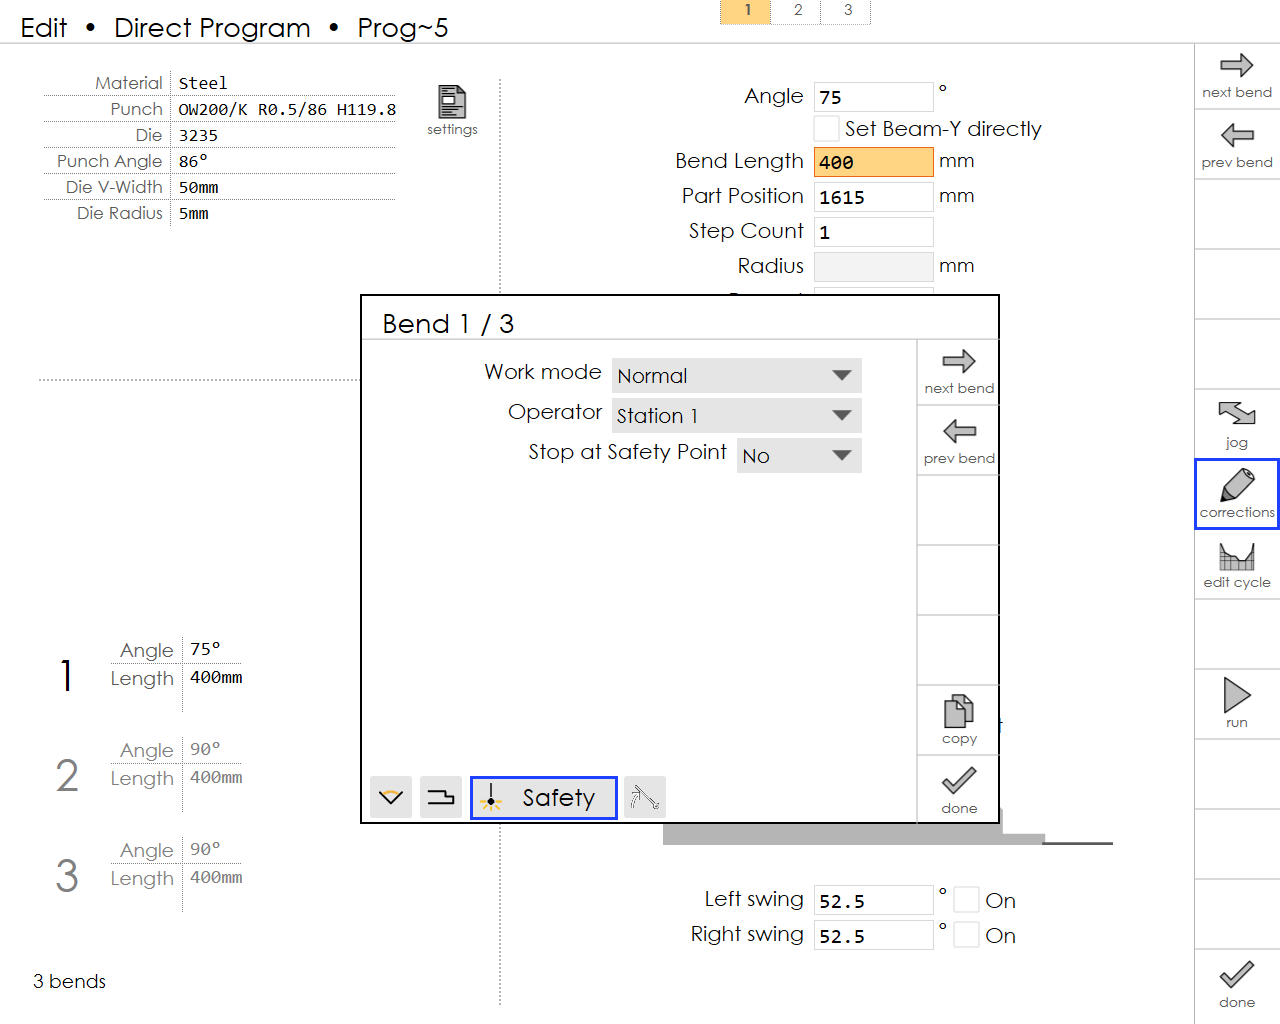 Edit • Direct Program • Prog~5
1 2 3
Material Steel
Punch OW200/K R0.5/86 H119.8
Die 3235
Punch Angle 86°
Die V-Width 50mm
Die Radius 5mm
settings
Angle 75 °
Set Beam-Y directly
Bend Length 400 mm
Part Position 1615 mm
Step Count 1
Radius mm
Bend 1 / 3
Work mode Normal
Operator Station 1
Stop at Safety Point No
next bend
prev bend
copy
done
Safety
1 Angle 75°
Length 400mm
2 Angle 90°
Length 400mm
3 Angle 90°
Length 400mm
3 bends
Left swing 52.5 ° On
Right swing 52.5 ° On
next bend
prev bend
jog
corrections
edit cycle
run
done